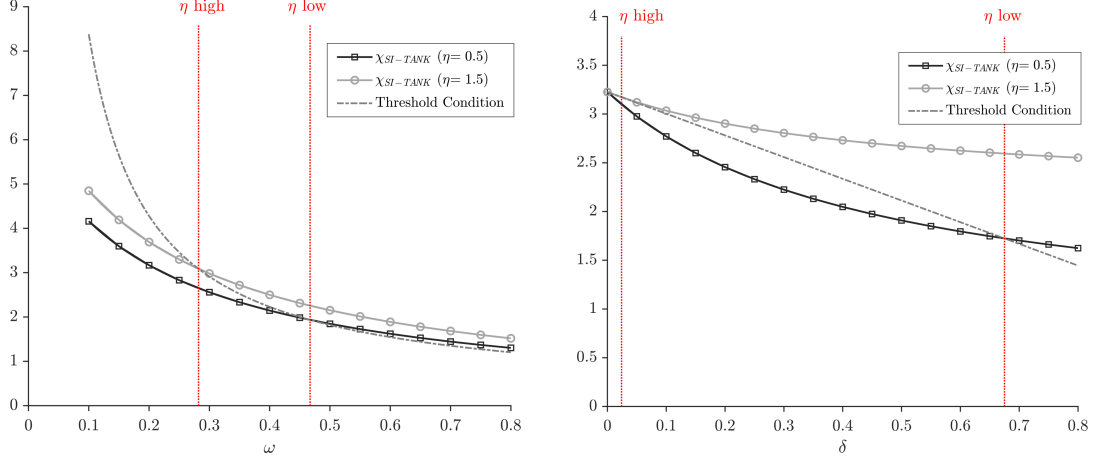 η high
η low
9
8
7
6
5
4
3
2
1
0
χSI−TANK (η= 0.5)
χSI−TANK (η= 1.5)
Threshold Condition
0 0.1 0.2 0.3 0.4 0.5 0.6 0.7 0.8
ω
η high
η low
4
3.5
3
2.5
2
1.5
1
0.5
0
χSI−TANK (η= 0.5)
χSI−TANK (η= 1.5)
Threshold Condition
0 0.1 0.2 0.3 0.4 0.5 0.6 0.7 0.8
δ